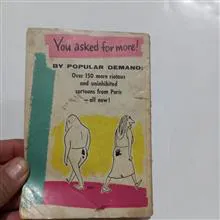 You asked for more!
BY POPULAR DEMAND:
Over 150 more riotous
and uninhibited
cartoons from Paris
—all new!